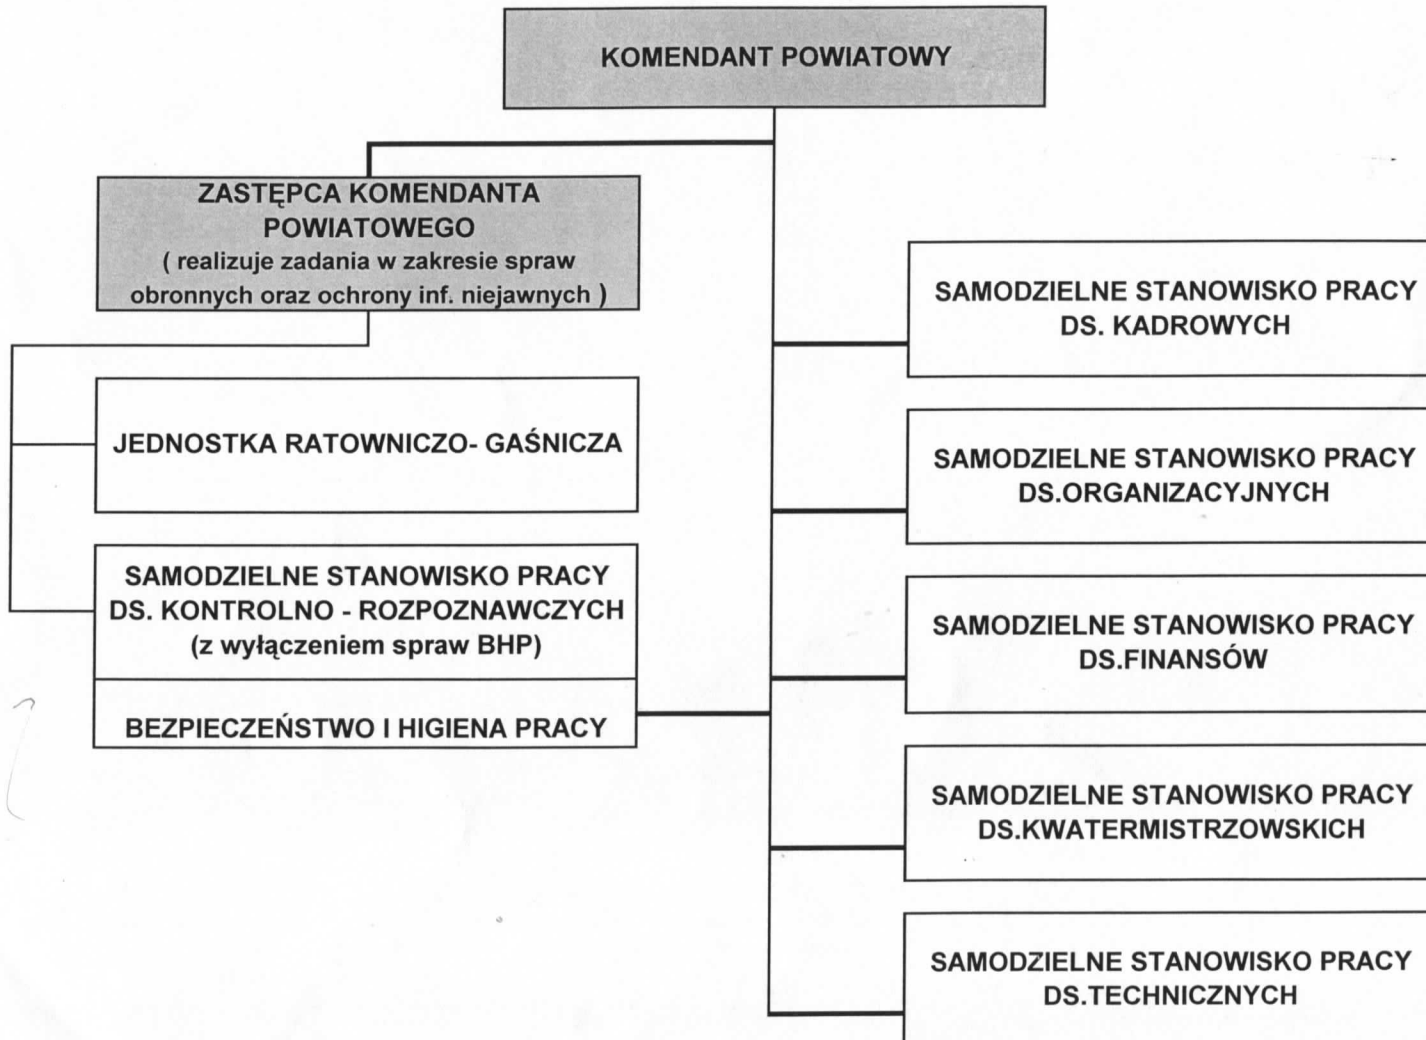 KOMENDANT POWIATOWY
ZASTĘPCA KOMENDANTA
POWIATOWEGO
( realizuje zadania w zakresie spraw
obronnych oraz ochrony inf. niejawnych )
JEDNOSTKA RATOWNICZO- GAŚNICZA
SAMODZIELNE STANOWISKO PRACY
DS. KONTROLNO - ROZPOZNAWCZYCH
(z wyłączeniem spraw BHP)
BEZPIECZEŃSTWO I HIGIENA PRACY
SAMODZIELNE STANOWISKO PRACY
DS. KADROWYCH
SAMODZIELNE STANOWISKO PRACY
DS.ORGANIZACYJNYCH
SAMODZIELNE STANOWISKO PRACY
DS.FINANSÓW
SAMODZIELNE STANOWISKO PRACY
DS.KWATERMISTRZOWSKICH
SAMODZIELNE STANOWISKO PRACY
DS.TECHNICZNYCH